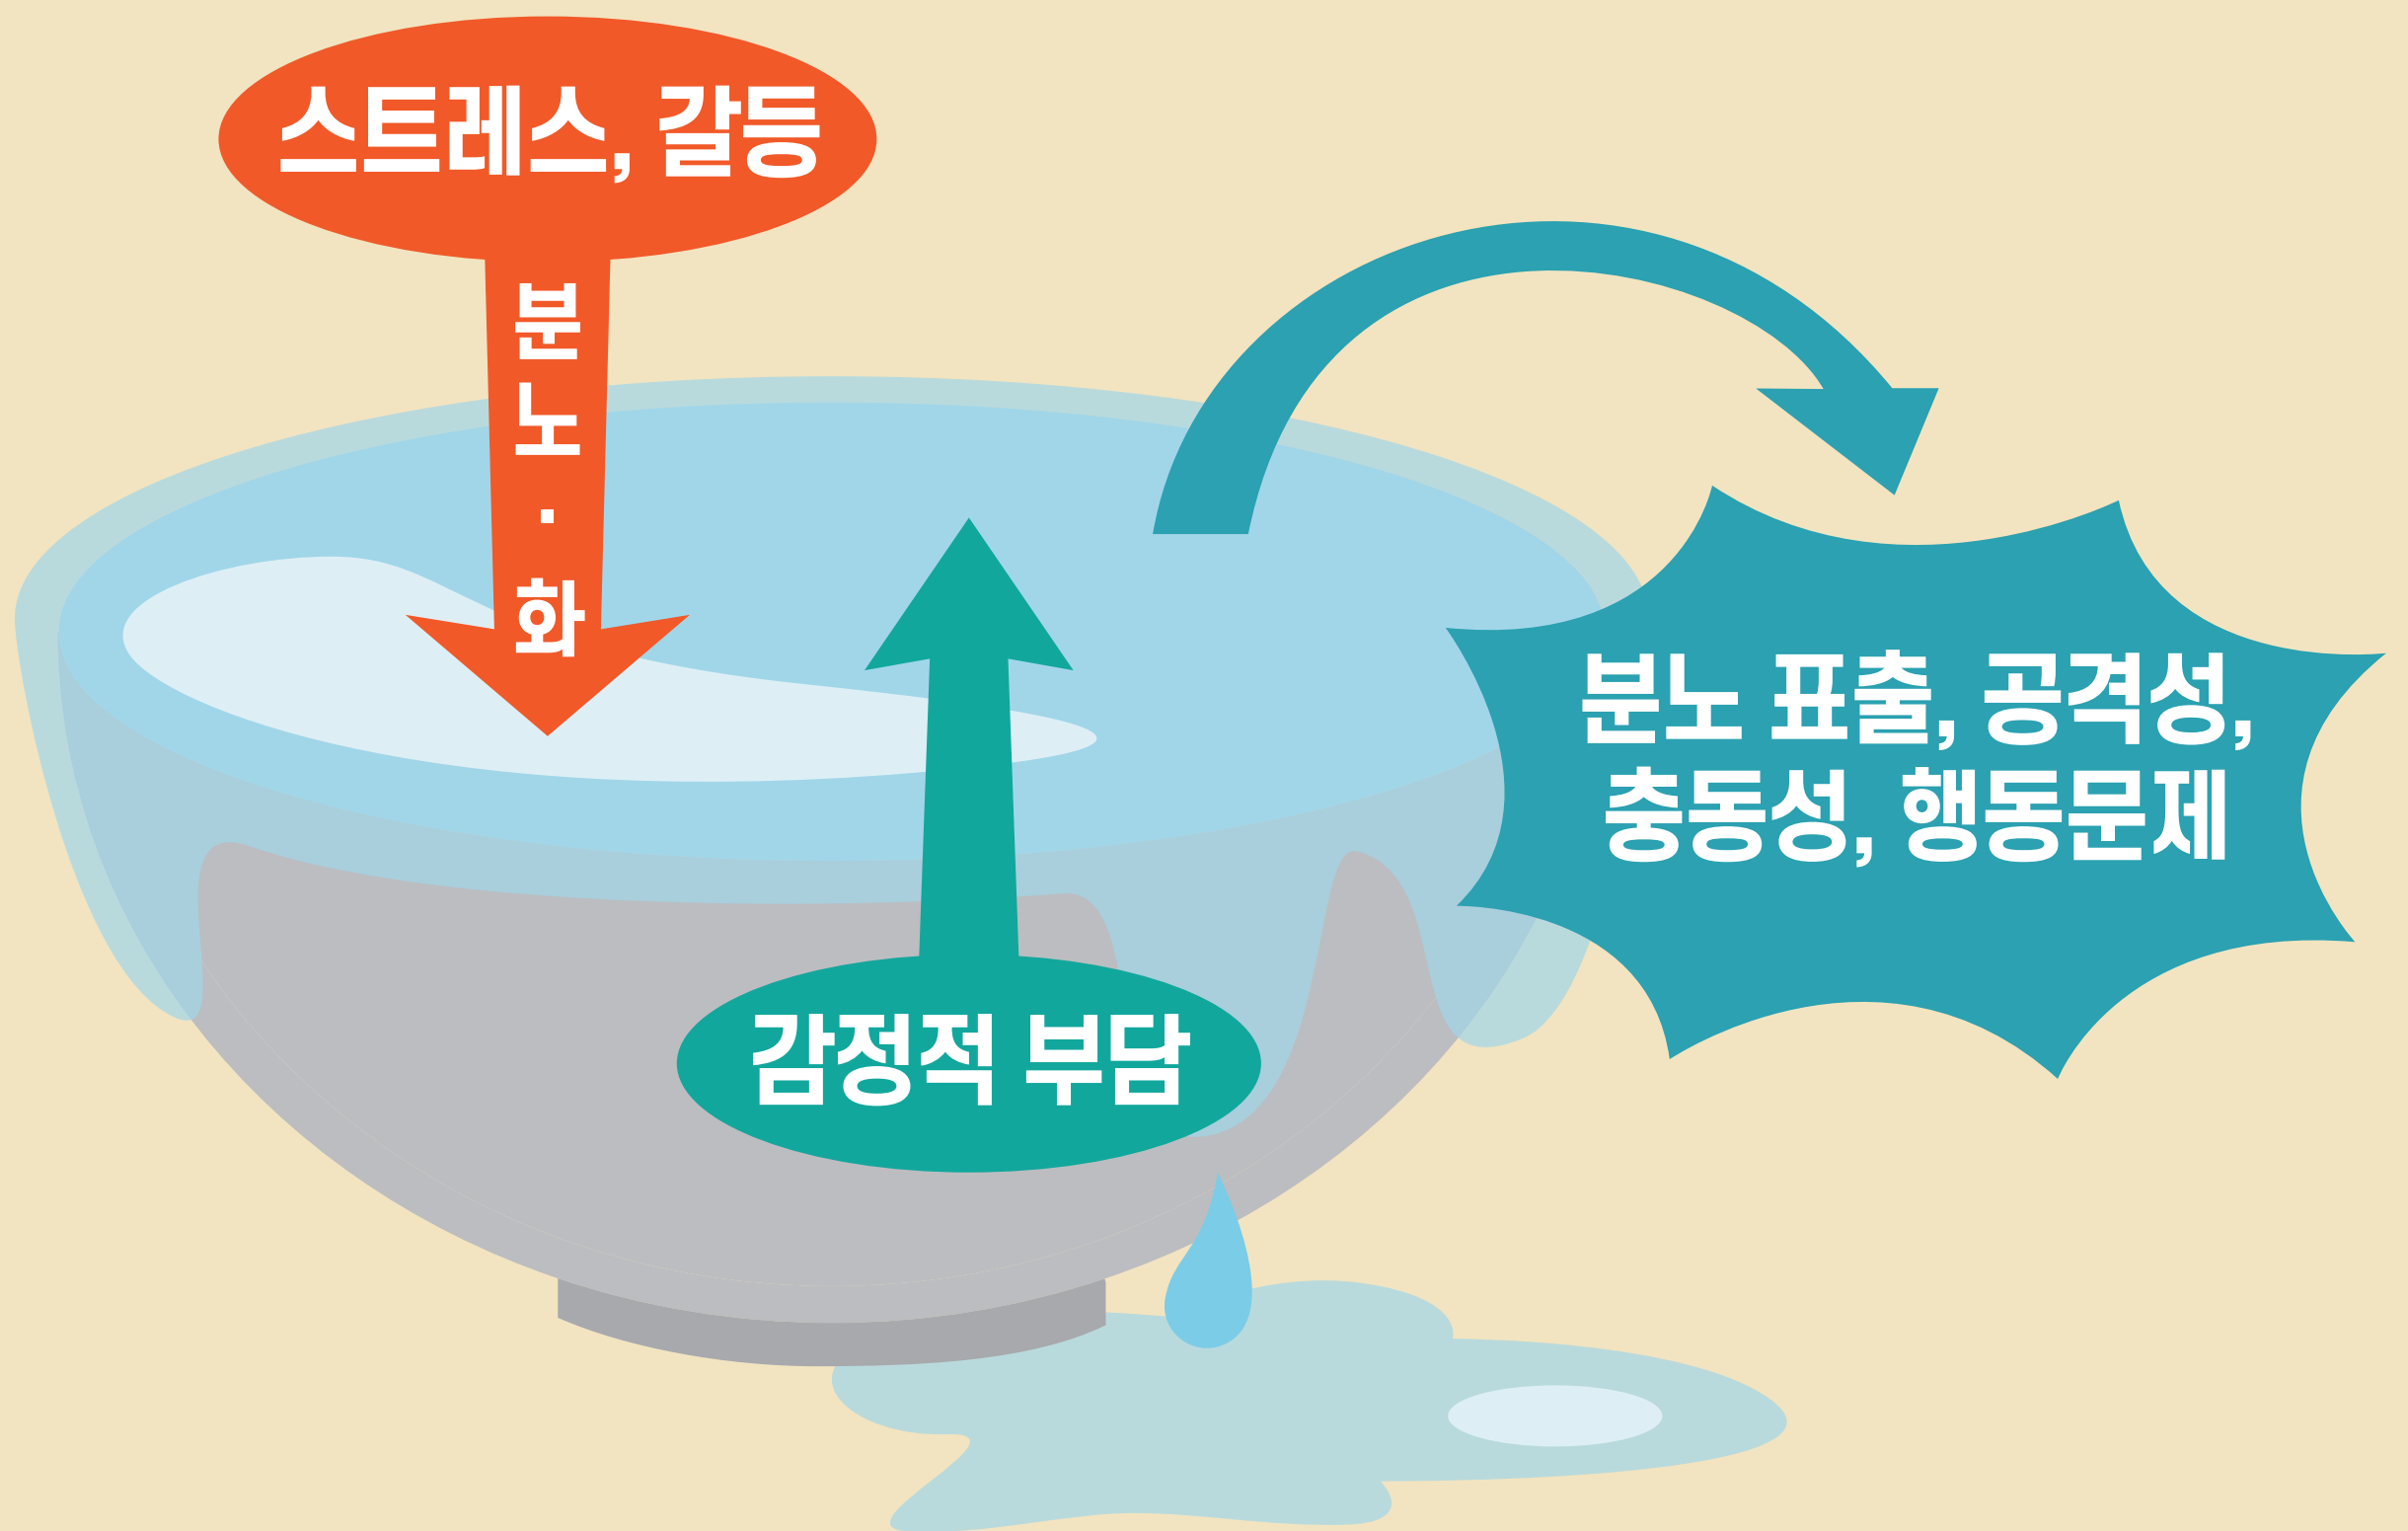 스트레스, 갈등
분노·화
감정적 부담
분노 표출, 공격성,
충동성, 행동문제